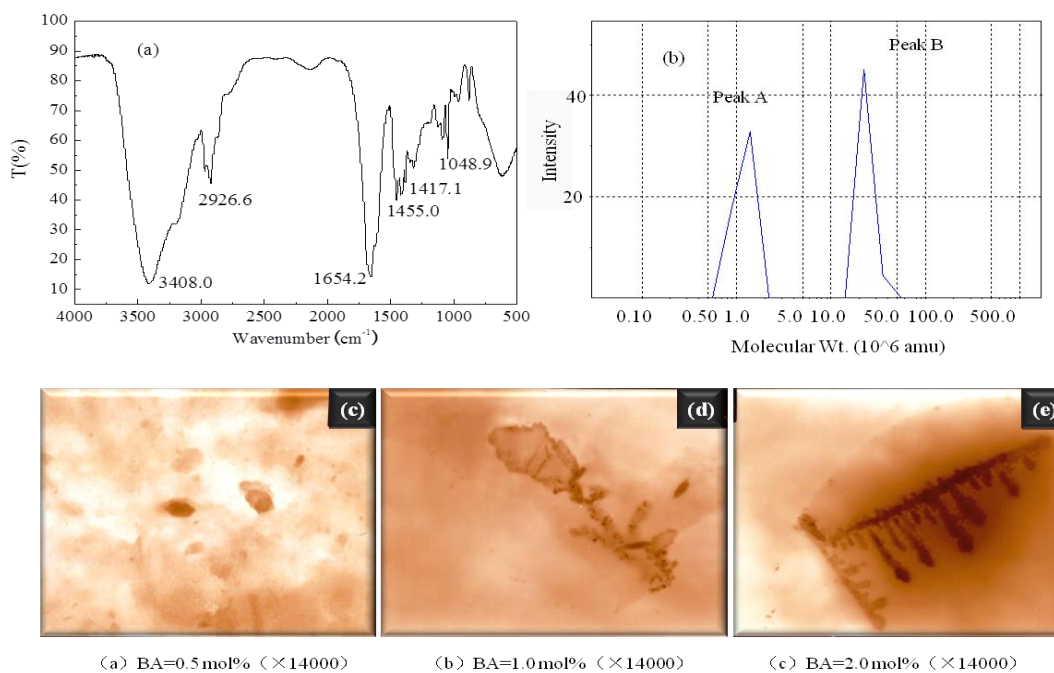 (a)
100
90
80
70
60
50
40
30
20
10
T(%)
3408.0
2926.6
1654.2
1455.0
1417.1
1048.9
4000 3500 3000 2500 2000 1500 1000 500
Wavenumber (cm-1)
(b)
Peak A
Peak B
40
20
Intensity
0.10 0.50 1.0 5.0 10.0 50.0 100.0 500.0
Molecular Wt. (10^6 amu)
(c)
(d)
(e)
(a) BA=0.5 mol% (×14000)
(b) BA=1.0 mol% (×14000)
(c) BA=2.0 mol% (×14000)